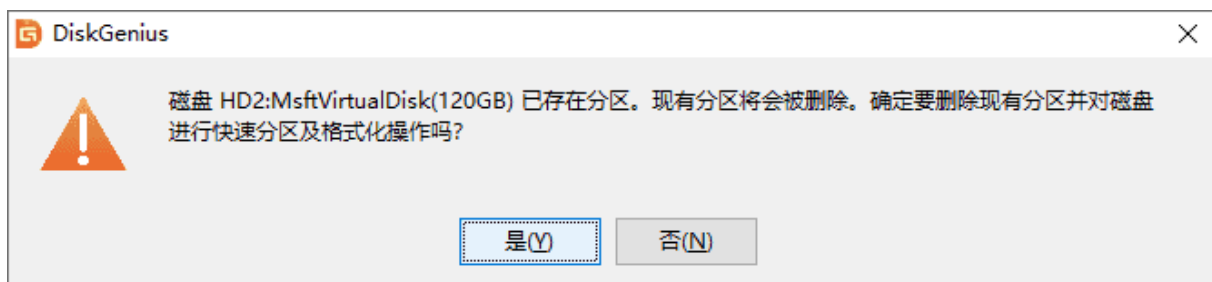 DiskGenius
磁盘 HD2:MsftVirtualDisk(120GB) 已存在分区。现有分区将会被删除。确定要删除现有分区并对磁盘
进行快速分区及格式化操作吗?
是(Y) 否(N)